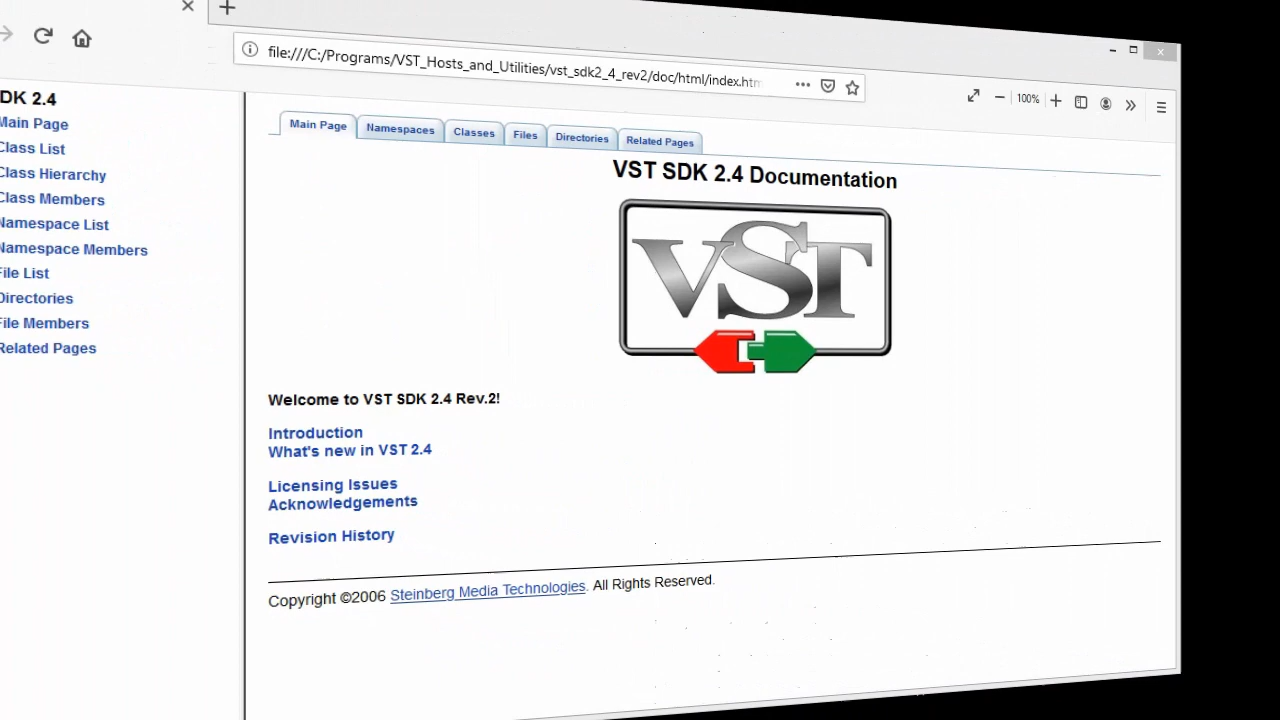 file:///C:/Programs/VST_Hosts_and_Utilities/vst_sdk2_4_rev2/doc/html/index.htm
100%
DK 2.4
Main Page
Class List
Class Hierarchy
Class Members
Namespace List
Namespace Members
File List
Directories
File Members
Related Pages
Main Page Namespaces Classes Files Directories Related Pages
VST SDK 2.4 Documentation
VST
Welcome to VST SDK 2.4 Rev.2!
Introduction
What's new in VST 2.4
Licensing Issues
Acknowledgements
Revision History
Copyright ©2006 Steinberg Media Technologies. All Rights Reserved.